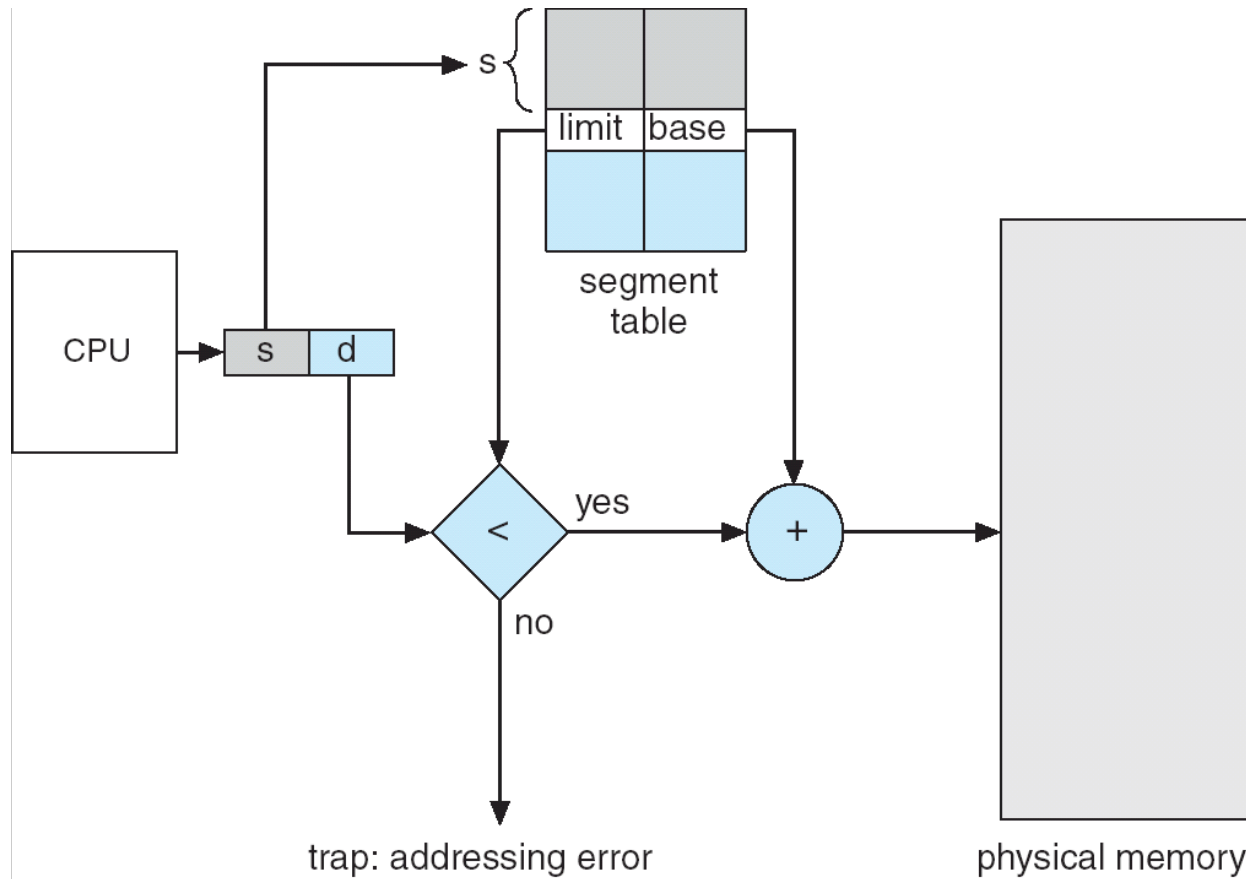 s
limit base
segment
table
CPU
s d
<
yes
+
no
trap: addressing error
physical memory